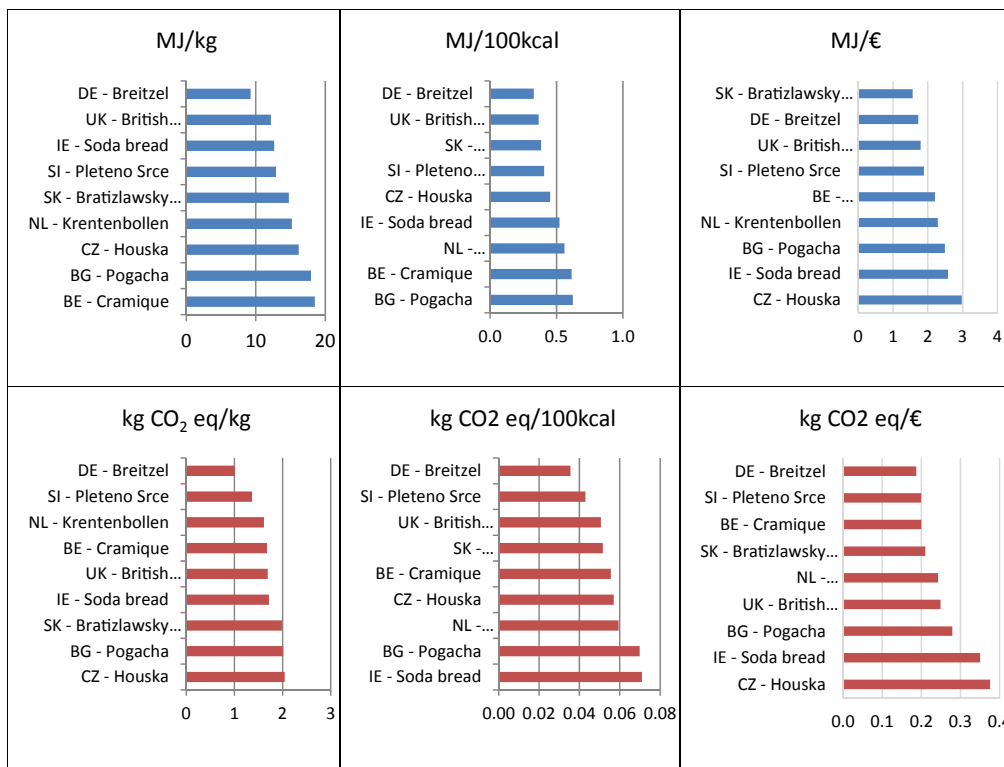 MJ/kg
DE - Breitzel
UK - British...
IE - Soda bread
SI - Pleteno Srce
SK - Bratizlawsky...
NL - Krentenbollen
CZ - Houska
BG - Pogacha
BE - Cramique
0 10 20
MJ/100kcal
DE - Breitzel
UK - British...
SK - ...
SI - Pleteno...
CZ - Houska
IE - Soda bread
NL - ...
BE - Cramique
BG - Pogacha
0.0 0.5 1.0
MJ/€
SK - Bratizlawsky...
DE - Breitzel
UK - British...
SI - Pleteno Srce
BE - ...
NL - Krentenbollen
BG - Pogacha
IE - Soda bread
CZ - Houska
0 1 2 3 4
kg CO₂ eq/kg
DE - Breitzel
SI - Pleteno Srce
NL - Krentenbollen
BE - Cramique
UK - British...
IE - Soda bread
SK - Bratizlawsky...
BG - Pogacha
CZ - Houska
0 1 2 3
kg CO2 eq/100kcal
DE - Breitzel
SI - Pleteno Srce
UK - British...
SK - ...
BE - Cramique
CZ - Houska
NL - ...
BG - Pogacha
IE - Soda bread
0.00 0.02 0.04 0.06 0.08
kg CO2 eq/€
DE - Breitzel
SI - Pleteno Srce
BE - Cramique
SK - Bratizlawsky...
NL - ...
UK - British...
BG - Pogacha
IE - Soda bread
CZ - Houska
0.0 0.1 0.2 0.3 0.4